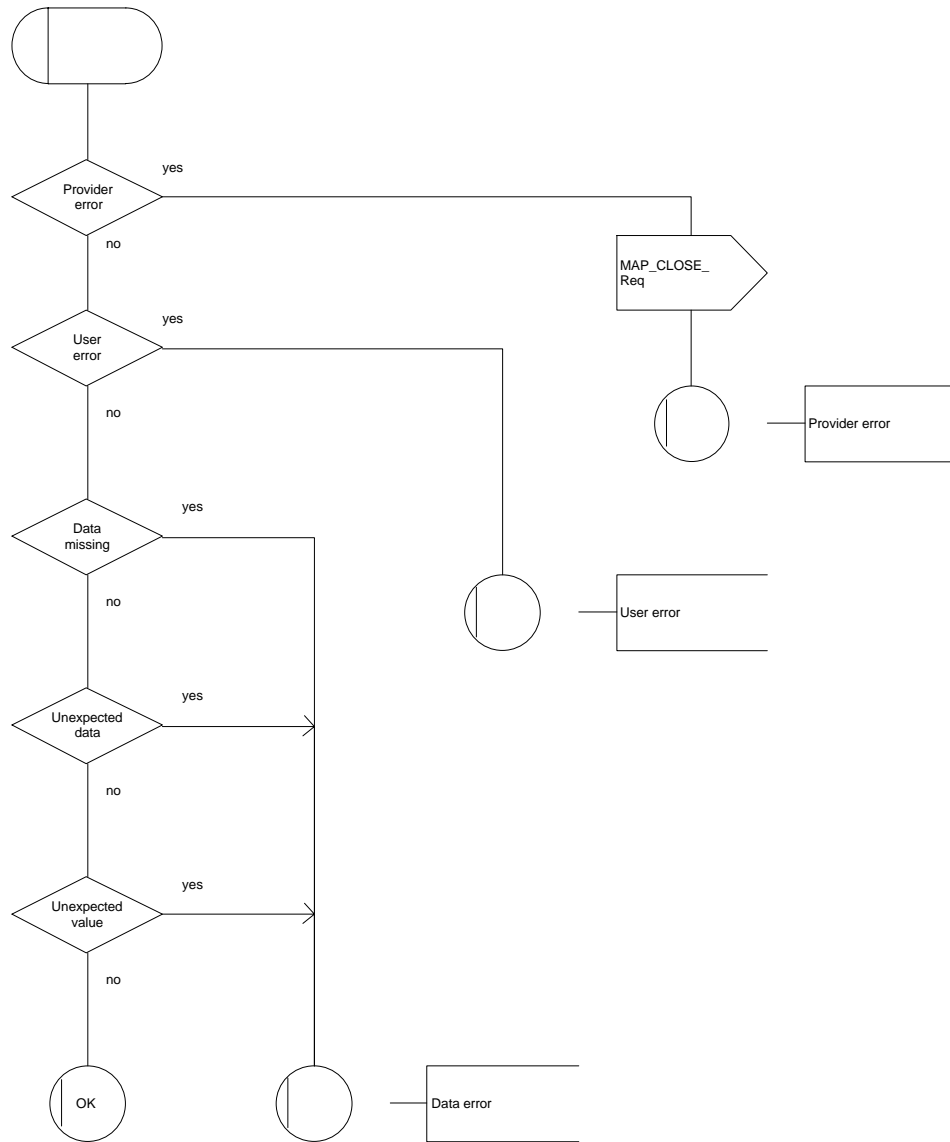 yes
Provider
error
no
MAP_CLOSE_
Req
yes
User
error
no
Provider error
yes
Data
missing
no
User error
yes
Unexpected
data
no
yes
Unexpected
value
no
OK
Data error